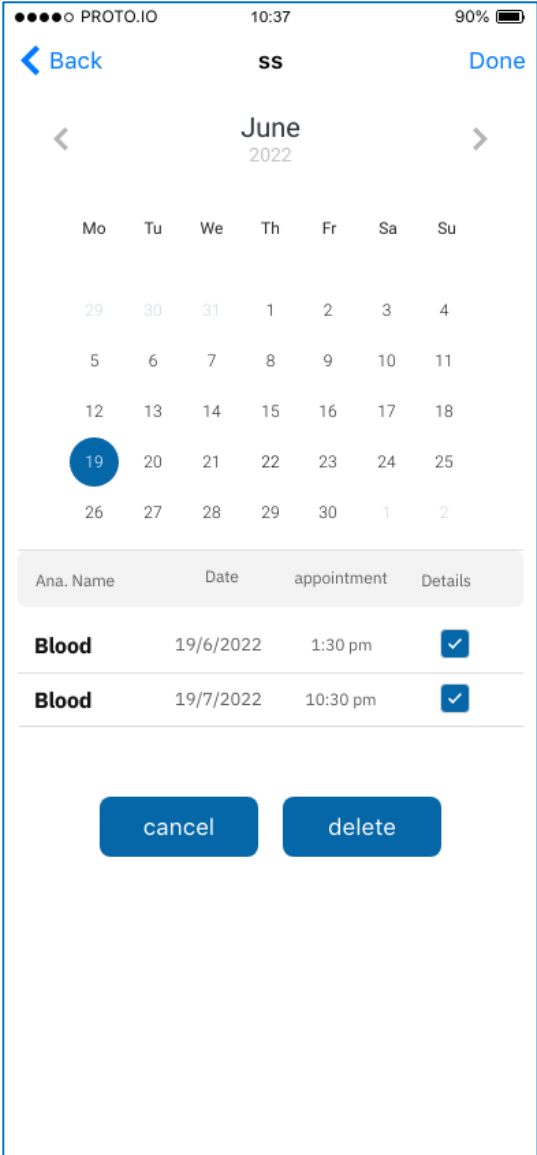 PROTO.IO 10:37 90%
Back ss Done
June
2022
Mo Tu We Th Fr Sa Su
29 30 31 1 2 3 4
5 6 7 8 9 10 11
12 13 14 15 16 17 18
19 20 21 22 23 24 25
26 27 28 29 30 1 2
Ana. Name Date appointment Details
Blood 19/6/2022 1:30 pm
Blood 19/7/2022 10:30 pm
cancel delete